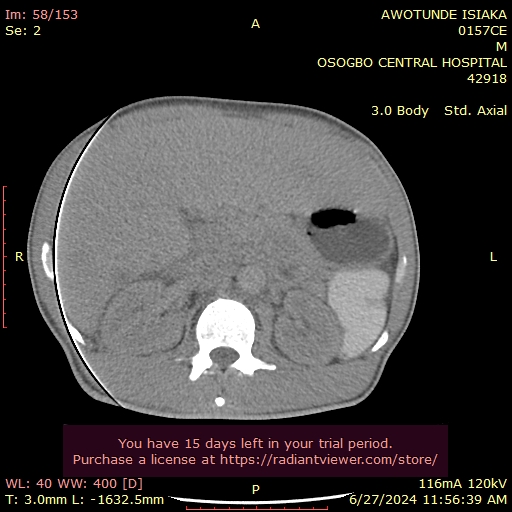 Im: 58/153
Se: 2
A
AWOTUNDE ISIAKA
0157CE
M
OSOGBO CENTRAL HOSPITAL
42918
3.0 Body Std. Axial
R
L
You have 15 days left in your trial period.
Purchase a license at https://radiantviewer.com/store/
WL: 40 WW: 400 [D]
T: 3.0mm L: -1632.5mm
P
116mA 120kV
6/27/2024 11:56:39 AM